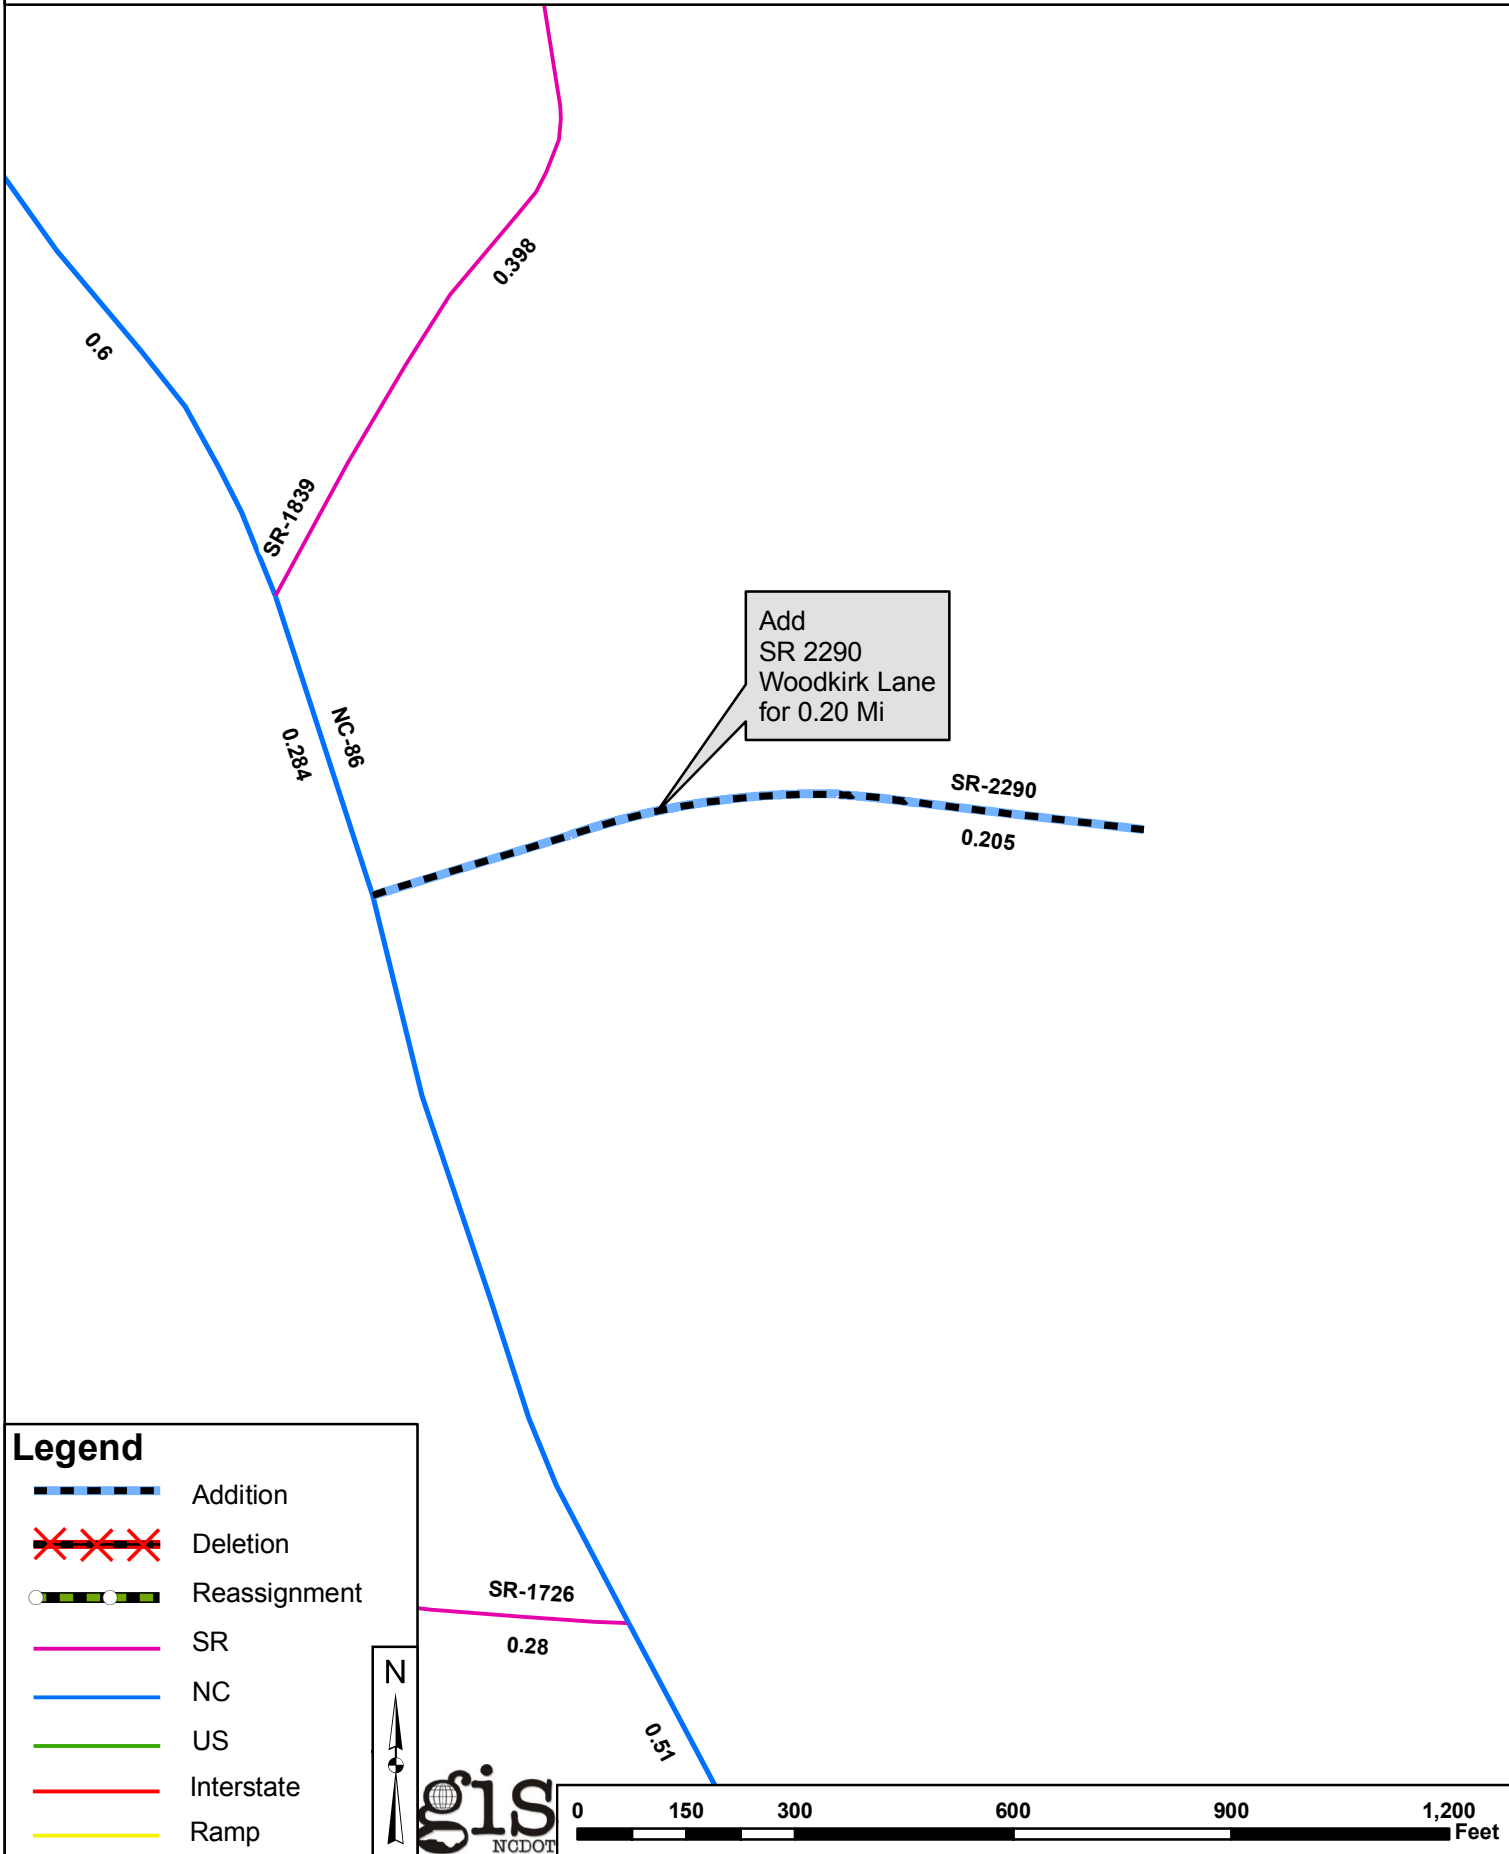 0.398
0.6
SR-1839
Add
SR 2290
Woodkirk Lane
for 0.20 Mi
NC-86
0.284
SR-2290
0.205
Legend
Addition
Deletion
Reassignment
SR
NC
US
Interstate
Ramp
SR-1726
0.28
0.51
N
gis
NCDOT
0 150 300 600 900 1,200
Feet